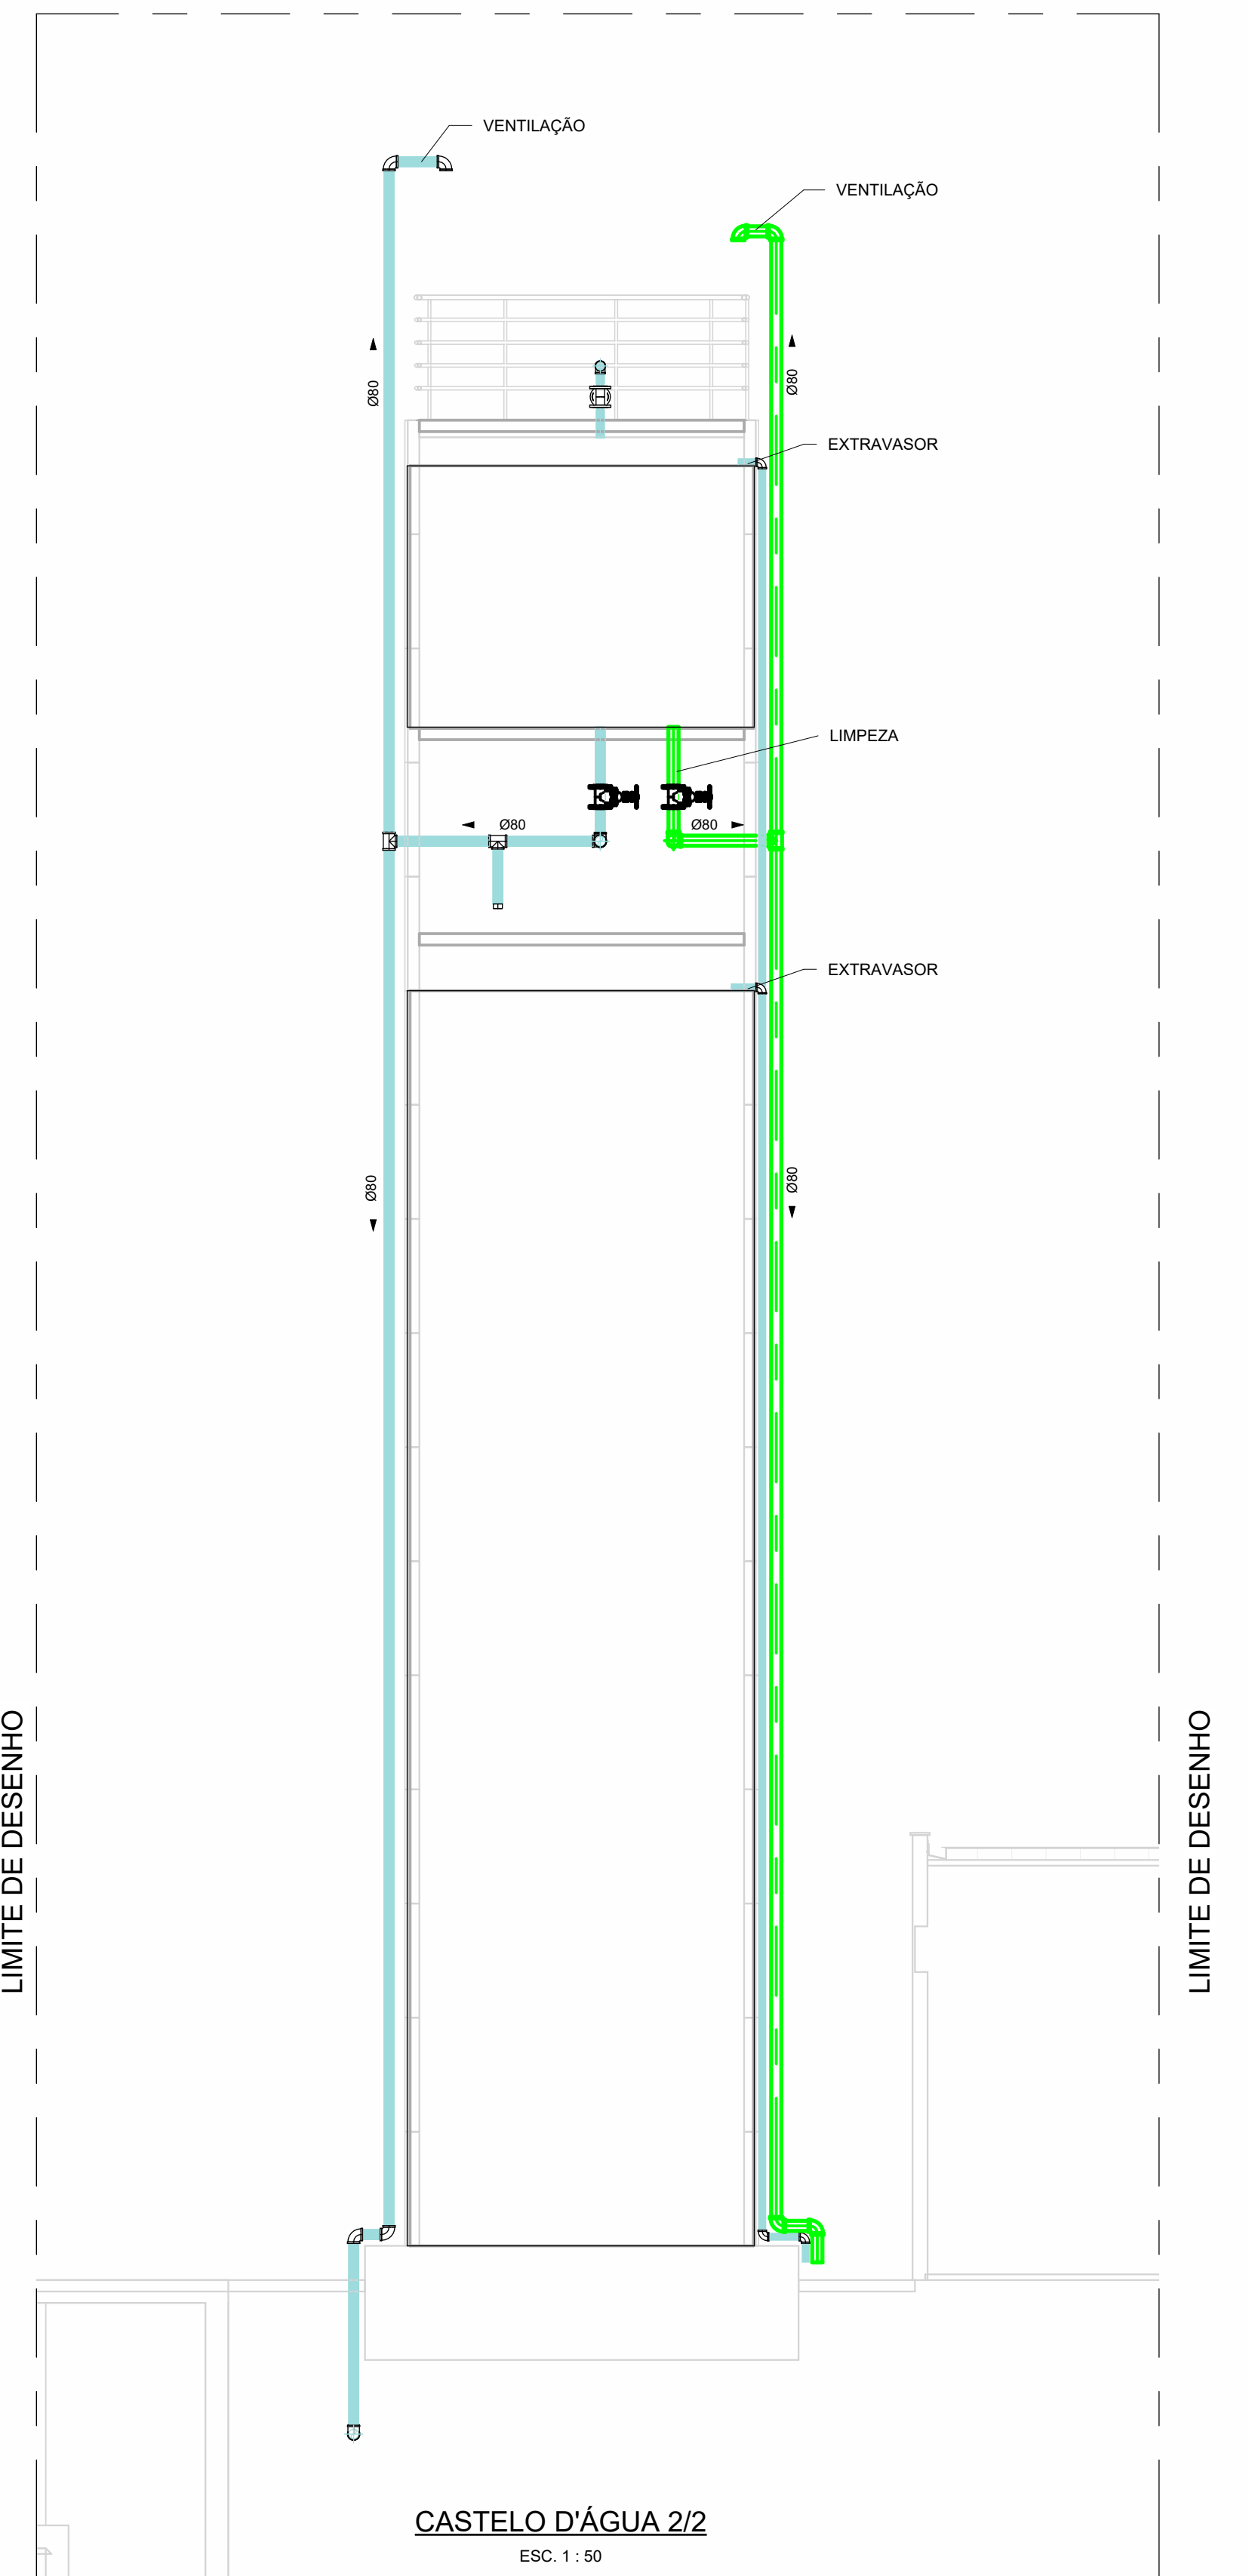 VENTILAÇÃO
VENTILAÇÃO
Ø80
Ø80
EXTRAVASOR
LIMPEZA
Ø80
Ø80
EXTRAVASOR
Ø80
Ø80
LIMITE DE DESENHO
LIMITE DE DESENHO
CASTELO D'ÁGUA 2/2
ESC. 1 : 50